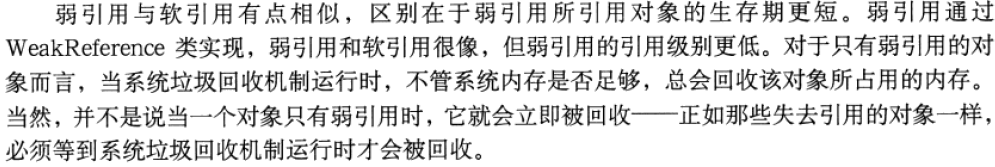 弱引用与软引用有点相似，区别在于弱引用所引用对象的生存期更短。弱引用通过
WeakReference 类实现，弱引用和软引用很像，但弱引用的引用级别更低。对于只有弱引用的对
象而言，当系统垃圾回收机制运行时，不管系统内存是否足够，总会回收该对象所占用的内存。
当然，并不是说当一个对象只有弱引用时，它就会立即被回收——正如那些失去引用的对象一样，
必须等到系统垃圾回收机制运行时才会被回收。